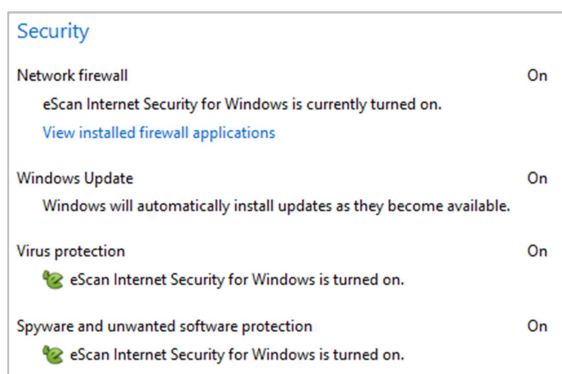 Security
Network firewall On
eScan Internet Security for Windows is currently turned on.
View installed firewall applications
Windows Update On
Windows will automatically install updates as they become available.
Virus protection On
eScan Internet Security for Windows is turned on.
Spyware and unwanted software protection On
eScan Internet Security for Windows is turned on.